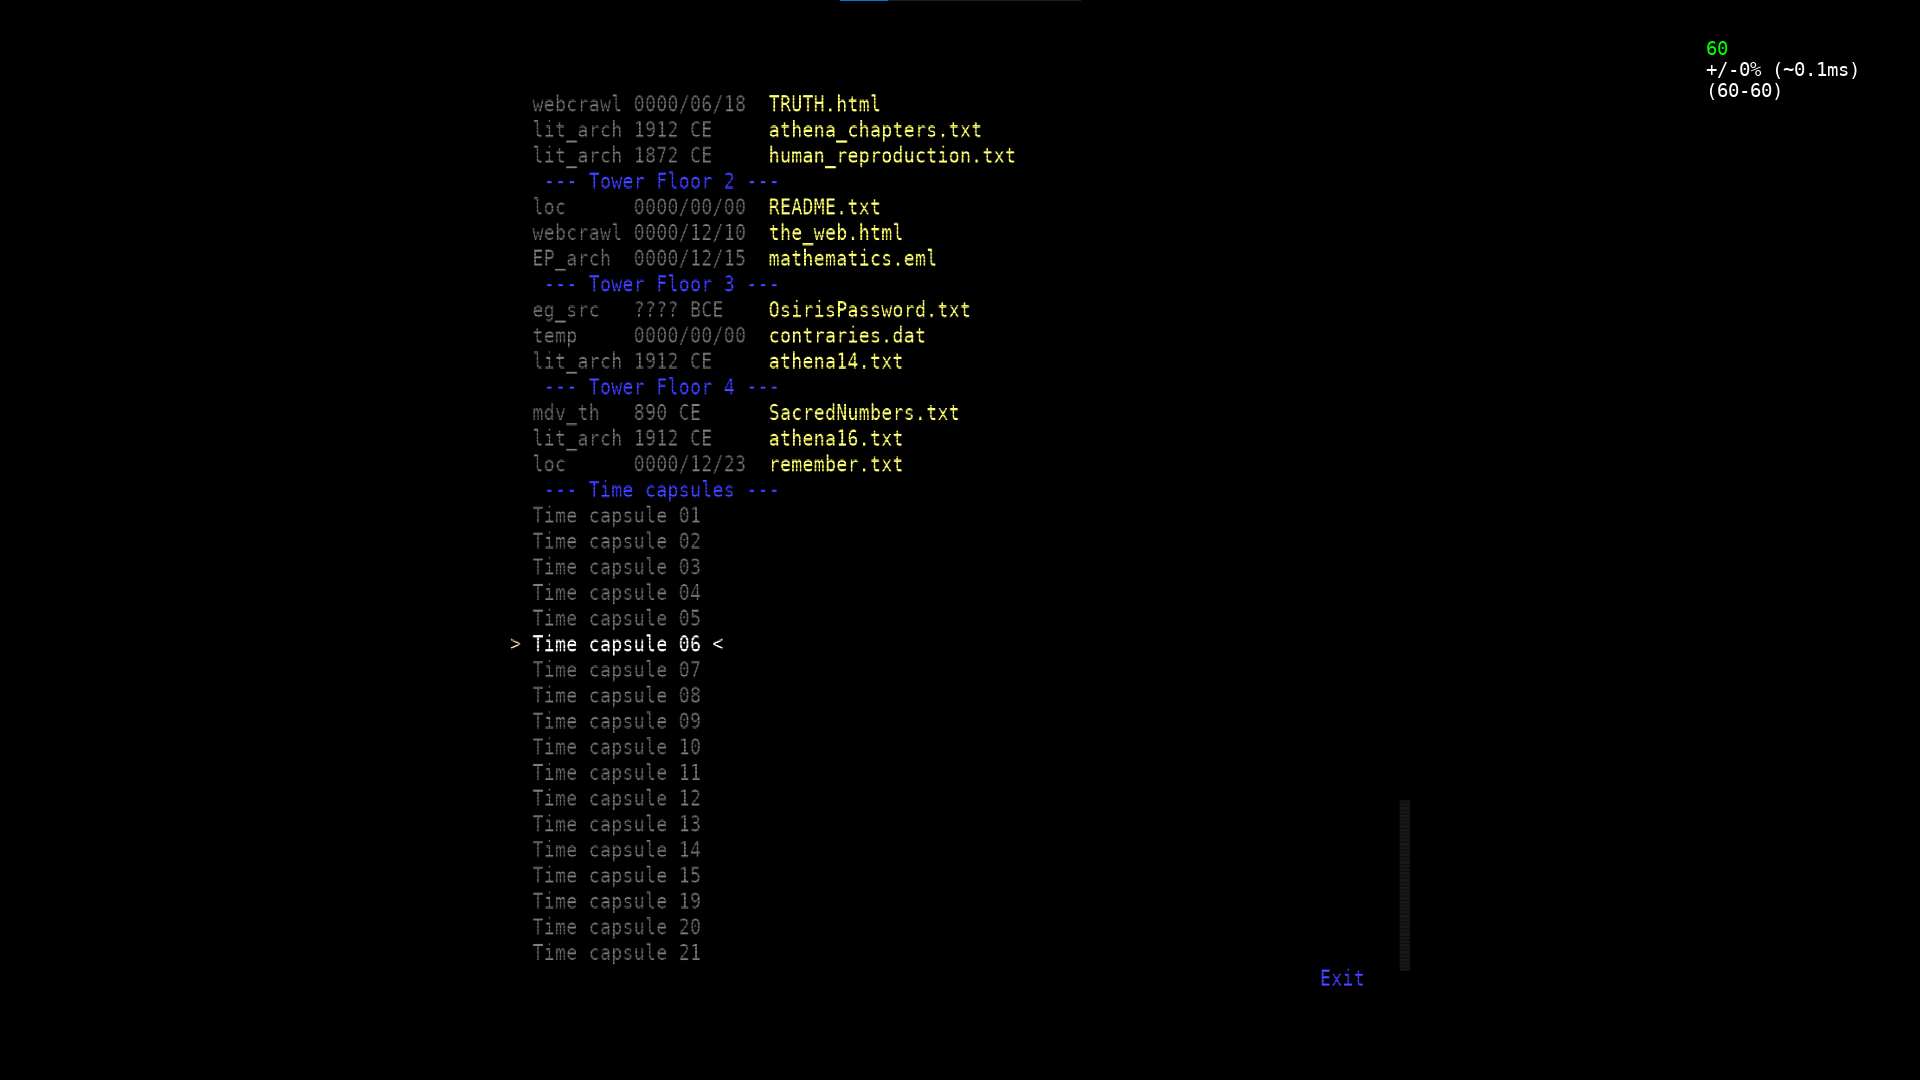 60
+/-0% (~0.1ms)
(60-60)
webcrawl 0000/06/18 TRUTH.html
lit_arch 1912 CE athena_chapters.txt
lit_arch 1872 CE human_reproduction.txt
--- Tower Floor 2 ---
loc 0000/00/00 README.txt
webcrawl 0000/12/10 the_web.html
EP_arch 0000/12/15 mathematics.eml
--- Tower Floor 3 ---
eg_src ???? BCE OsirisPassword.txt
temp 0000/00/00 contraries.dat
lit_arch 1912 CE athena14.txt
--- Tower Floor 4 ---
mdv_th 890 CE SacredNumbers.txt
lit_arch 1912 CE athena16.txt
loc 0000/12/23 remember.txt
--- Time capsules ---
Time capsule 01
Time capsule 02
Time capsule 03
Time capsule 04
Time capsule 05
> Time capsule 06 <
Time capsule 07
Time capsule 08
Time capsule 09
Time capsule 10
Time capsule 11
Time capsule 12
Time capsule 13
Time capsule 14
Time capsule 15
Time capsule 19
Time capsule 20
Time capsule 21
Exit